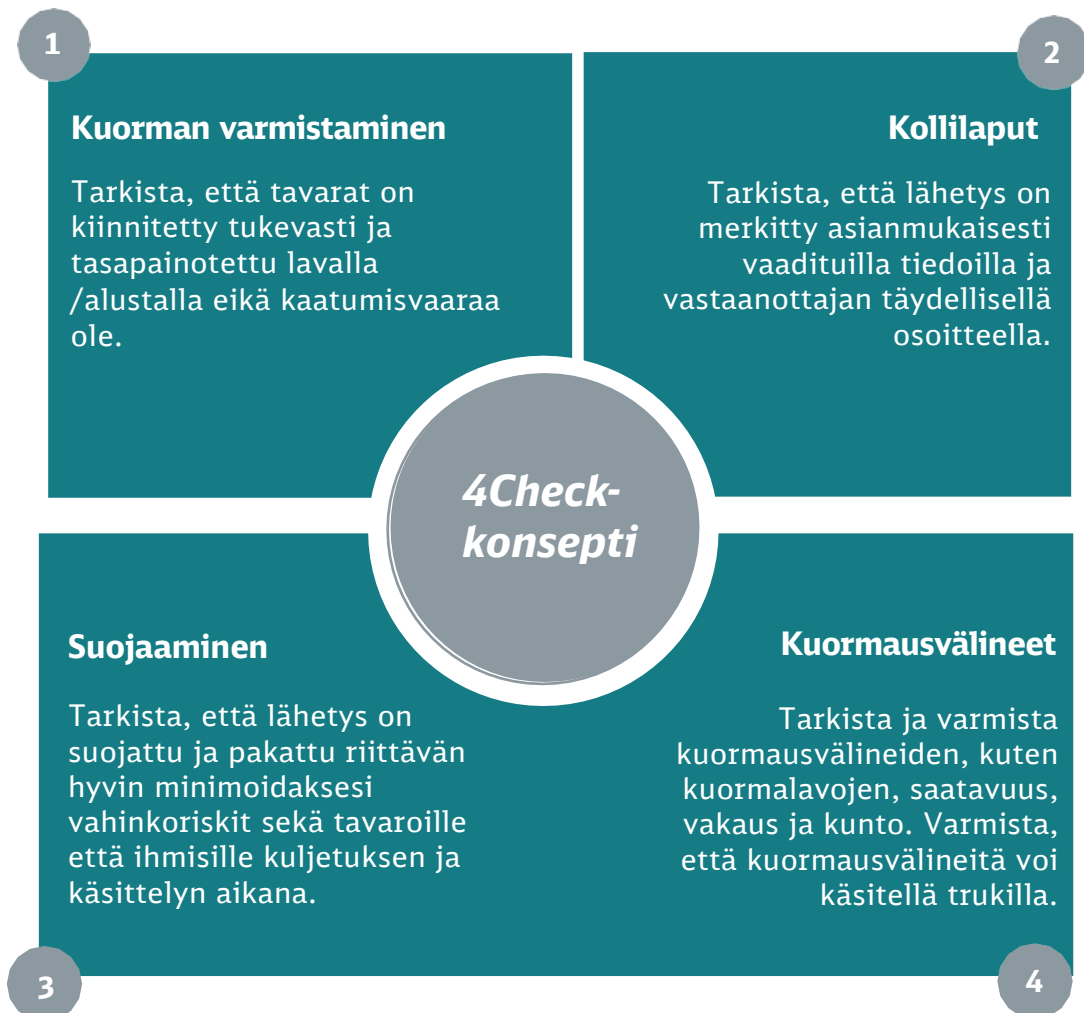 1
Kuorman varmistaminen
Tarkista, että tavarat on
kiinnitetty tukevasti ja
tasapainotettu lavalla
/alustalla eikä kaatumisvaaraa
ole.
2
Kollilaput
Tarkista, että lähetys on
merkitty asianmukaisesti
vaadituilla tiedoilla ja
vastaanottajan täydellisellä
osoitteella.
4Check-
konsepti
Suojaaminen
Tarkista, että lähetys on
suojattu ja pakattu riittävän
hyvin minimoidaksesi
vahinkoriskit sekä tavaroille
että ihmisille kuljetuksen ja
käsittelyn aikana.
3
Kuormausvälineet
Tarkista ja varmista
kuormausvälineiden, kuten
kuormalavojen, saatavuus,
vakaus ja kunto. Varmista,
että kuormausvälineitä voi
käsitellä trukilla.
4